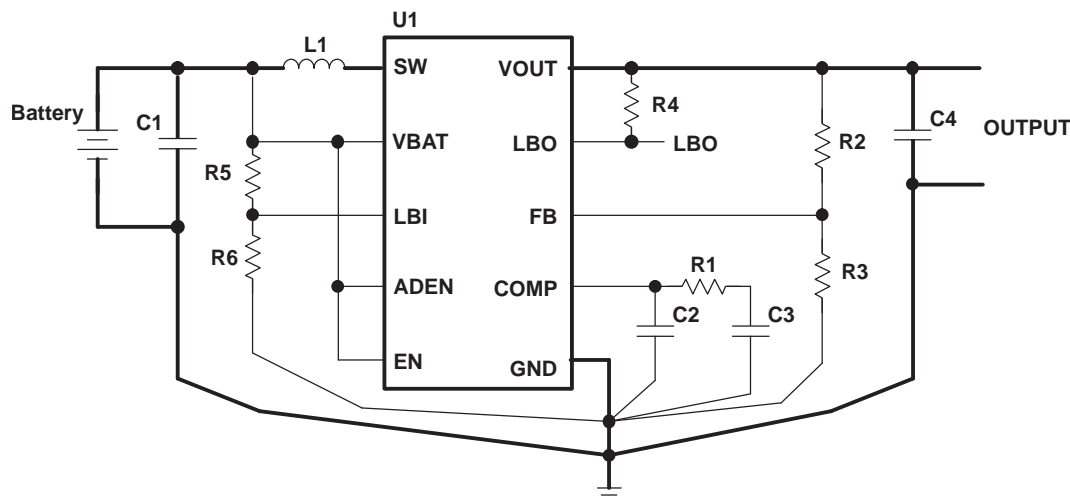 U1
L1
SW
VOUT
Battery
C1
R4
C4
OUTPUT
VBAT
LBO
LBO
R2
R5
LBI
FB
R6
R1
R3
ADEN
COMP
C2
C3
EN
GND